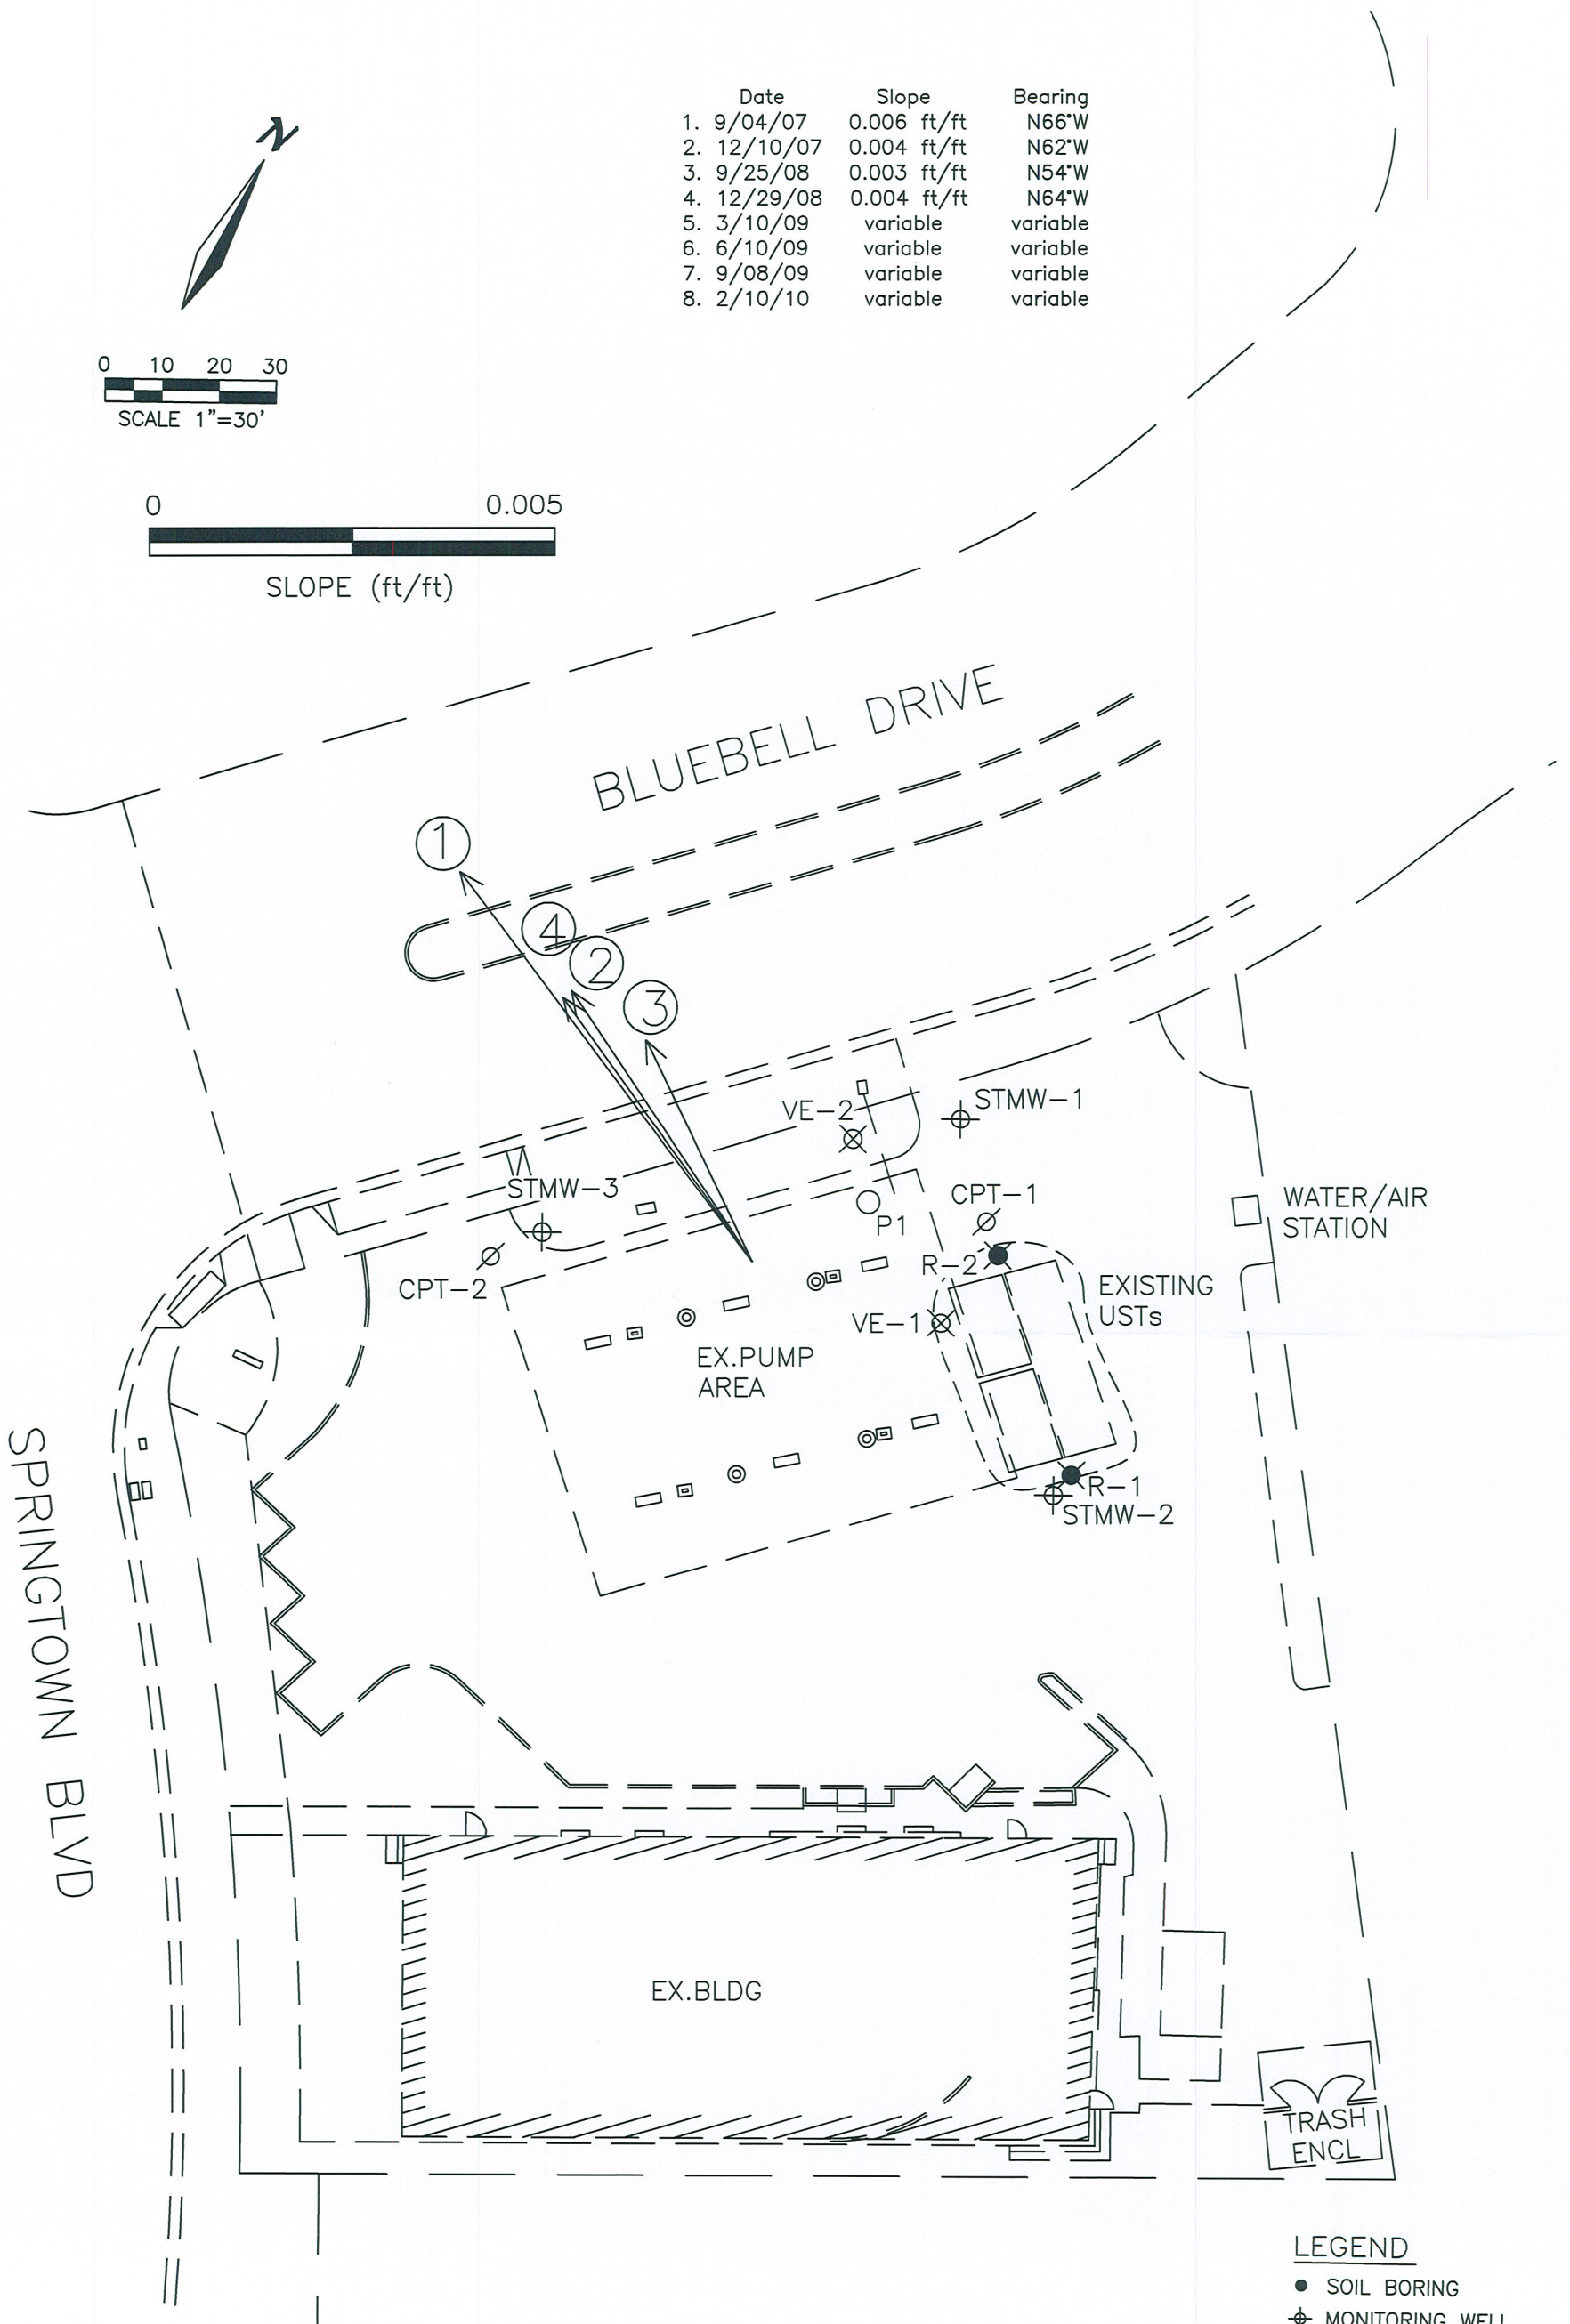 N
Date Slope Bearing
1. 9/04/07 0.006 ft/ft N66°W
2. 12/10/07 0.004 ft/ft N62°W
3. 9/25/08 0.003 ft/ft N54°W
4. 12/29/08 0.004 ft/ft N64°W
5. 3/10/09 variable variable
6. 6/10/09 variable variable
7. 9/08/09 variable variable
8. 2/10/10 variable variable
0 10 20 30
SCALE 1"=30'
0 0.005
SLOPE (ft/ft)
BLUEBELL DRIVE
1
4
2
3
VE-2
STMW-1
STMW-3
CPT-1
P1
WATER/AIR
STATION
CPT-2
R-2
EXISTING
USTs
VE-1
EX.PUMP
AREA
R-1
STMW-2
SPRINGTOWN BLVD
EX.BLDG
TRASH
ENCL
LEGEND
SOIL BORING
MONITORING WELL